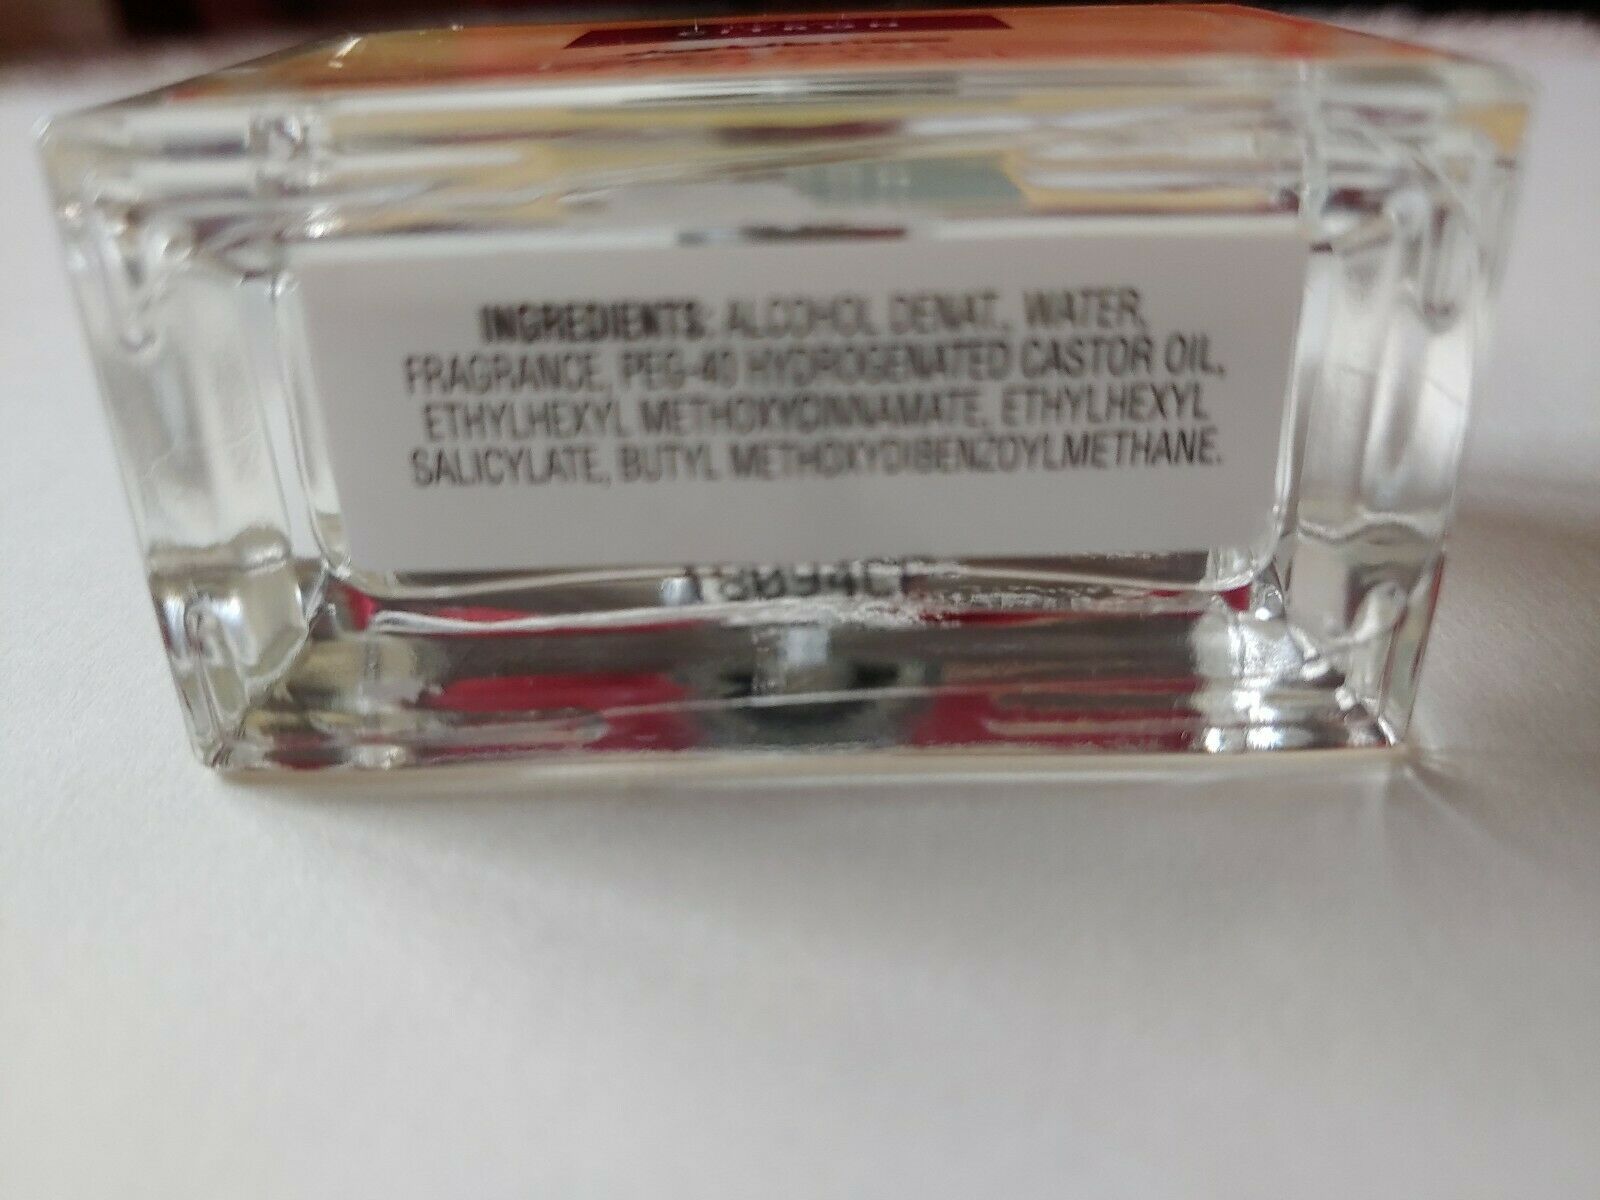 INGREDIENTS: ALCOHOL DENAT., WATER,
FRAGRANCE, PEG-40 HYDROGENATED CASTOR OIL,
ETHYLHEXYL METHOXYCINNAMATE, ETHYLHEXYL
SALICYLATE, BUTYL METHOXYDIBENZOYLMETHANE.